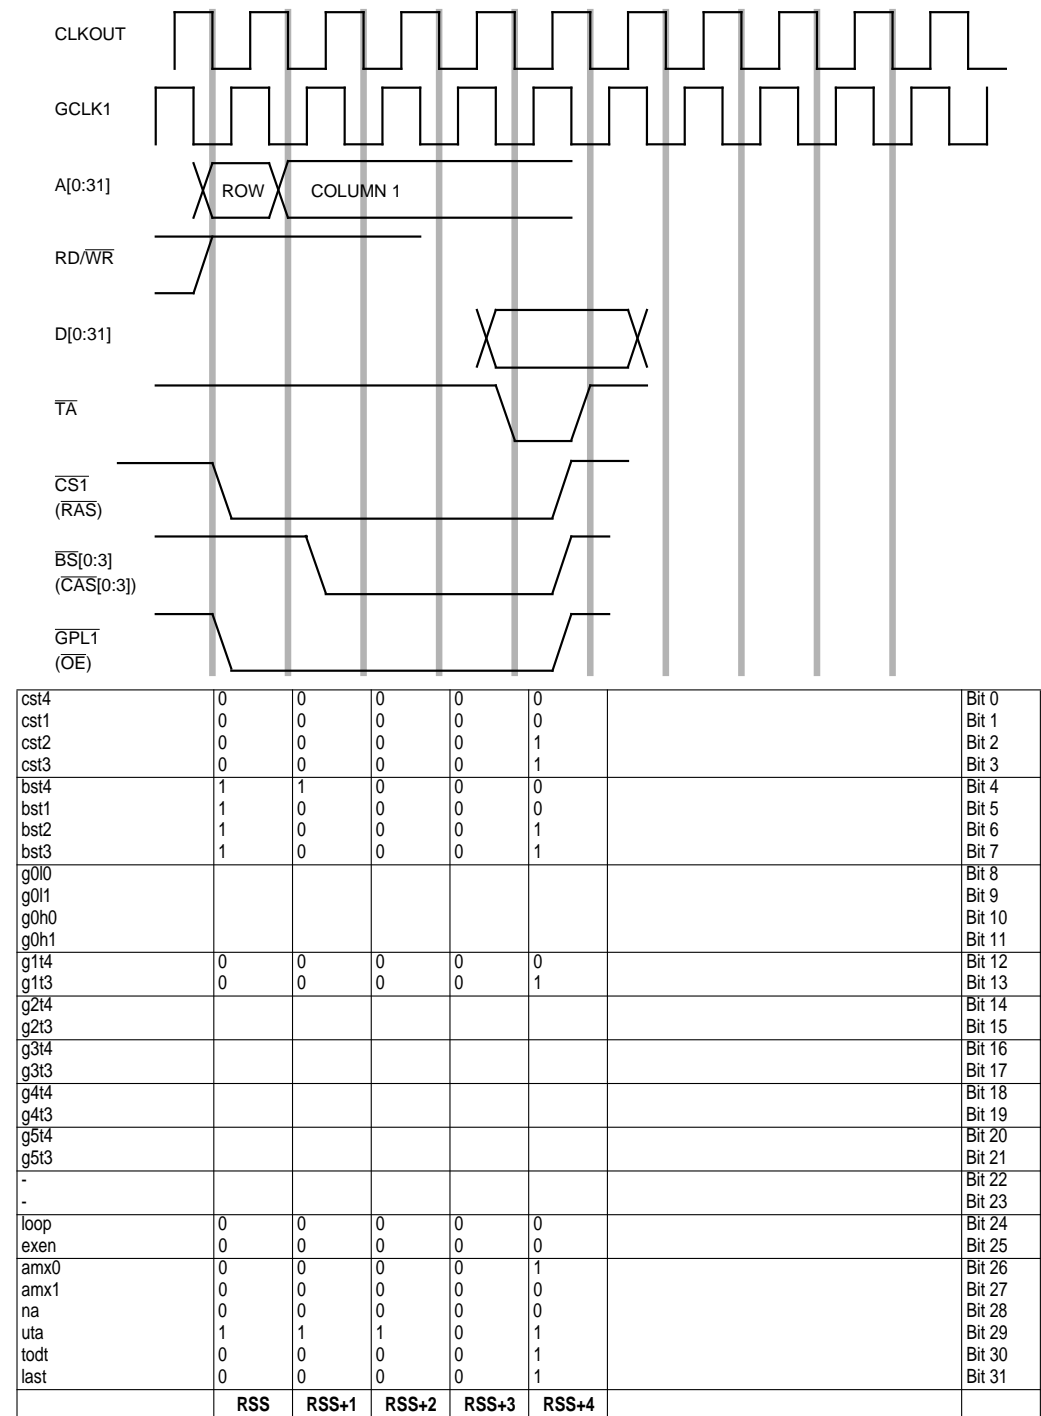 CLKOUT
GCLK1
A[0:31] ROW COLUMN 1
RD/W̅R̅
D[0:31]
T̅A̅
C̅S̅1̅
(R̅A̅S̅)
B̅S̅[0:3]
(C̅A̅S̅[0:3])
G̅P̅L̅1̅
(O̅E̅)
cst4 0 0 0 0 0 Bit 0
cst1 0 0 0 0 0 Bit 1
cst2 0 0 0 0 1 Bit 2
cst3 0 0 0 0 1 Bit 3
bst4 1 1 0 0 0 Bit 4
bst1 1 0 0 0 0 Bit 5
bst2 1 0 0 0 1 Bit 6
bst3 1 0 0 0 1 Bit 7
g0l0 Bit 8
g0l1 Bit 9
g0h0 Bit 10
g0h1 Bit 11
g1t4 0 0 0 0 0 Bit 12
g1t3 0 0 0 0 1 Bit 13
g2t4 Bit 14
g2t3 Bit 15
g3t4 Bit 16
g3t3 Bit 17
g4t4 Bit 18
g4t3 Bit 19
g5t4 Bit 20
g5t3 Bit 21
- Bit 22
- Bit 23
loop 0 0 0 0 0 Bit 24
exen 0 0 0 0 0 Bit 25
amx0 0 0 0 0 1 Bit 26
amx1 0 0 0 0 0 Bit 27
na 0 0 0 0 0 Bit 28
uta 1 1 1 0 1 Bit 29
todt 0 0 0 0 1 Bit 30
last 0 0 0 0 1 Bit 31
RSS RSS+1 RSS+2 RSS+3 RSS+4